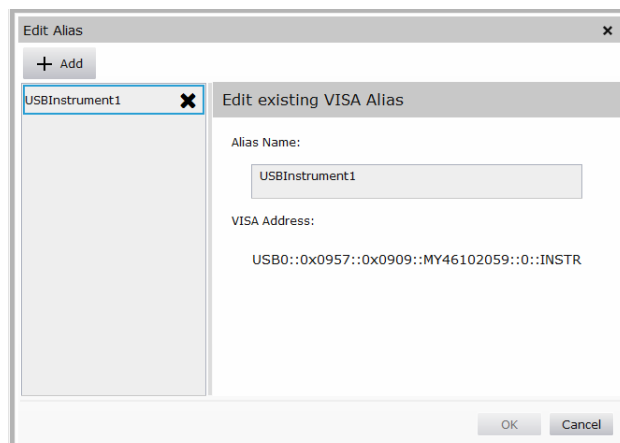 Edit Alias
Add
USBInstrument1
Edit existing VISA Alias
Alias Name:
USBInstrument1
VISA Address:
USB0::0x0957::0x0909::MY46102059::0::INSTR
OK Cancel